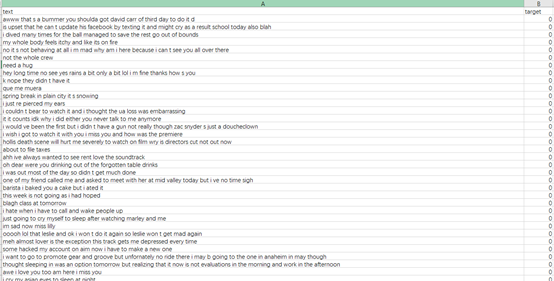 A B
text target
awww that s a bummer you shoulda got david carr of third day to do it d 0
is upset that he can t update his facebook by texting it and might cry as a result school today also blah 0
i dived many times for the ball managed to save the rest go out of bounds 0
my whole body feels itchy and like its on fire 0
no it s not behaving at all i m mad why am i here because i can t see you all over there 0
not the whole crew 0
need a hug 0
hey long time no see yes rains a bit only a bit lol i m fine thanks how s you 0
k nope they didn t have it 0
que me muera 0
spring break in plain city it s snowing 0
i just re pierced my ears 0
i couldn t bear to watch it and i thought the ua loss was embarrassing 0
it it counts idk why i did either you never talk to me anymore 0
i would ve been the first but i didn t have a gun not really though zac snyder s just a doucheclown 0
i wish i got to watch it with you i miss you and how was the premiere 0
hollis death scene will hurt me severely to watch on film wry is directors cut not out now 0
about to file taxes 0
ahh ive always wanted to see rent love the soundtrack 0
oh dear were you drinking out of the forgotten table drinks 0
i was out most of the day so didn t get much done 0
one of my friend called me and asked to meet with her at mid valley today but i ve no time sigh 0
barista i baked you a cake but i ated it 0
this week is not going as i had hoped 0
blagh class at tomorrow 0
i hate when i have to call and wake people up 0
just going to cry myself to sleep after watching marley and me 0
im sad now miss lilly 0
ooooh lol that leslie and ok i won t do it again so leslie won t get mad again 0
meh almost lover is the exception this track gets me depressed every time 0
some hacked my account on aim now i have to make a new one 0
i want to go to promote gear and groove but unfornately no ride there i may b going to the one in anaheim in may though 0
thought sleeping in was an option tomorrow but realizing that it now is not evaluations in the morning and work in the afternoon 0
awe i love you too am here i miss you 0
i cry my asian eyes to sleep at night 0